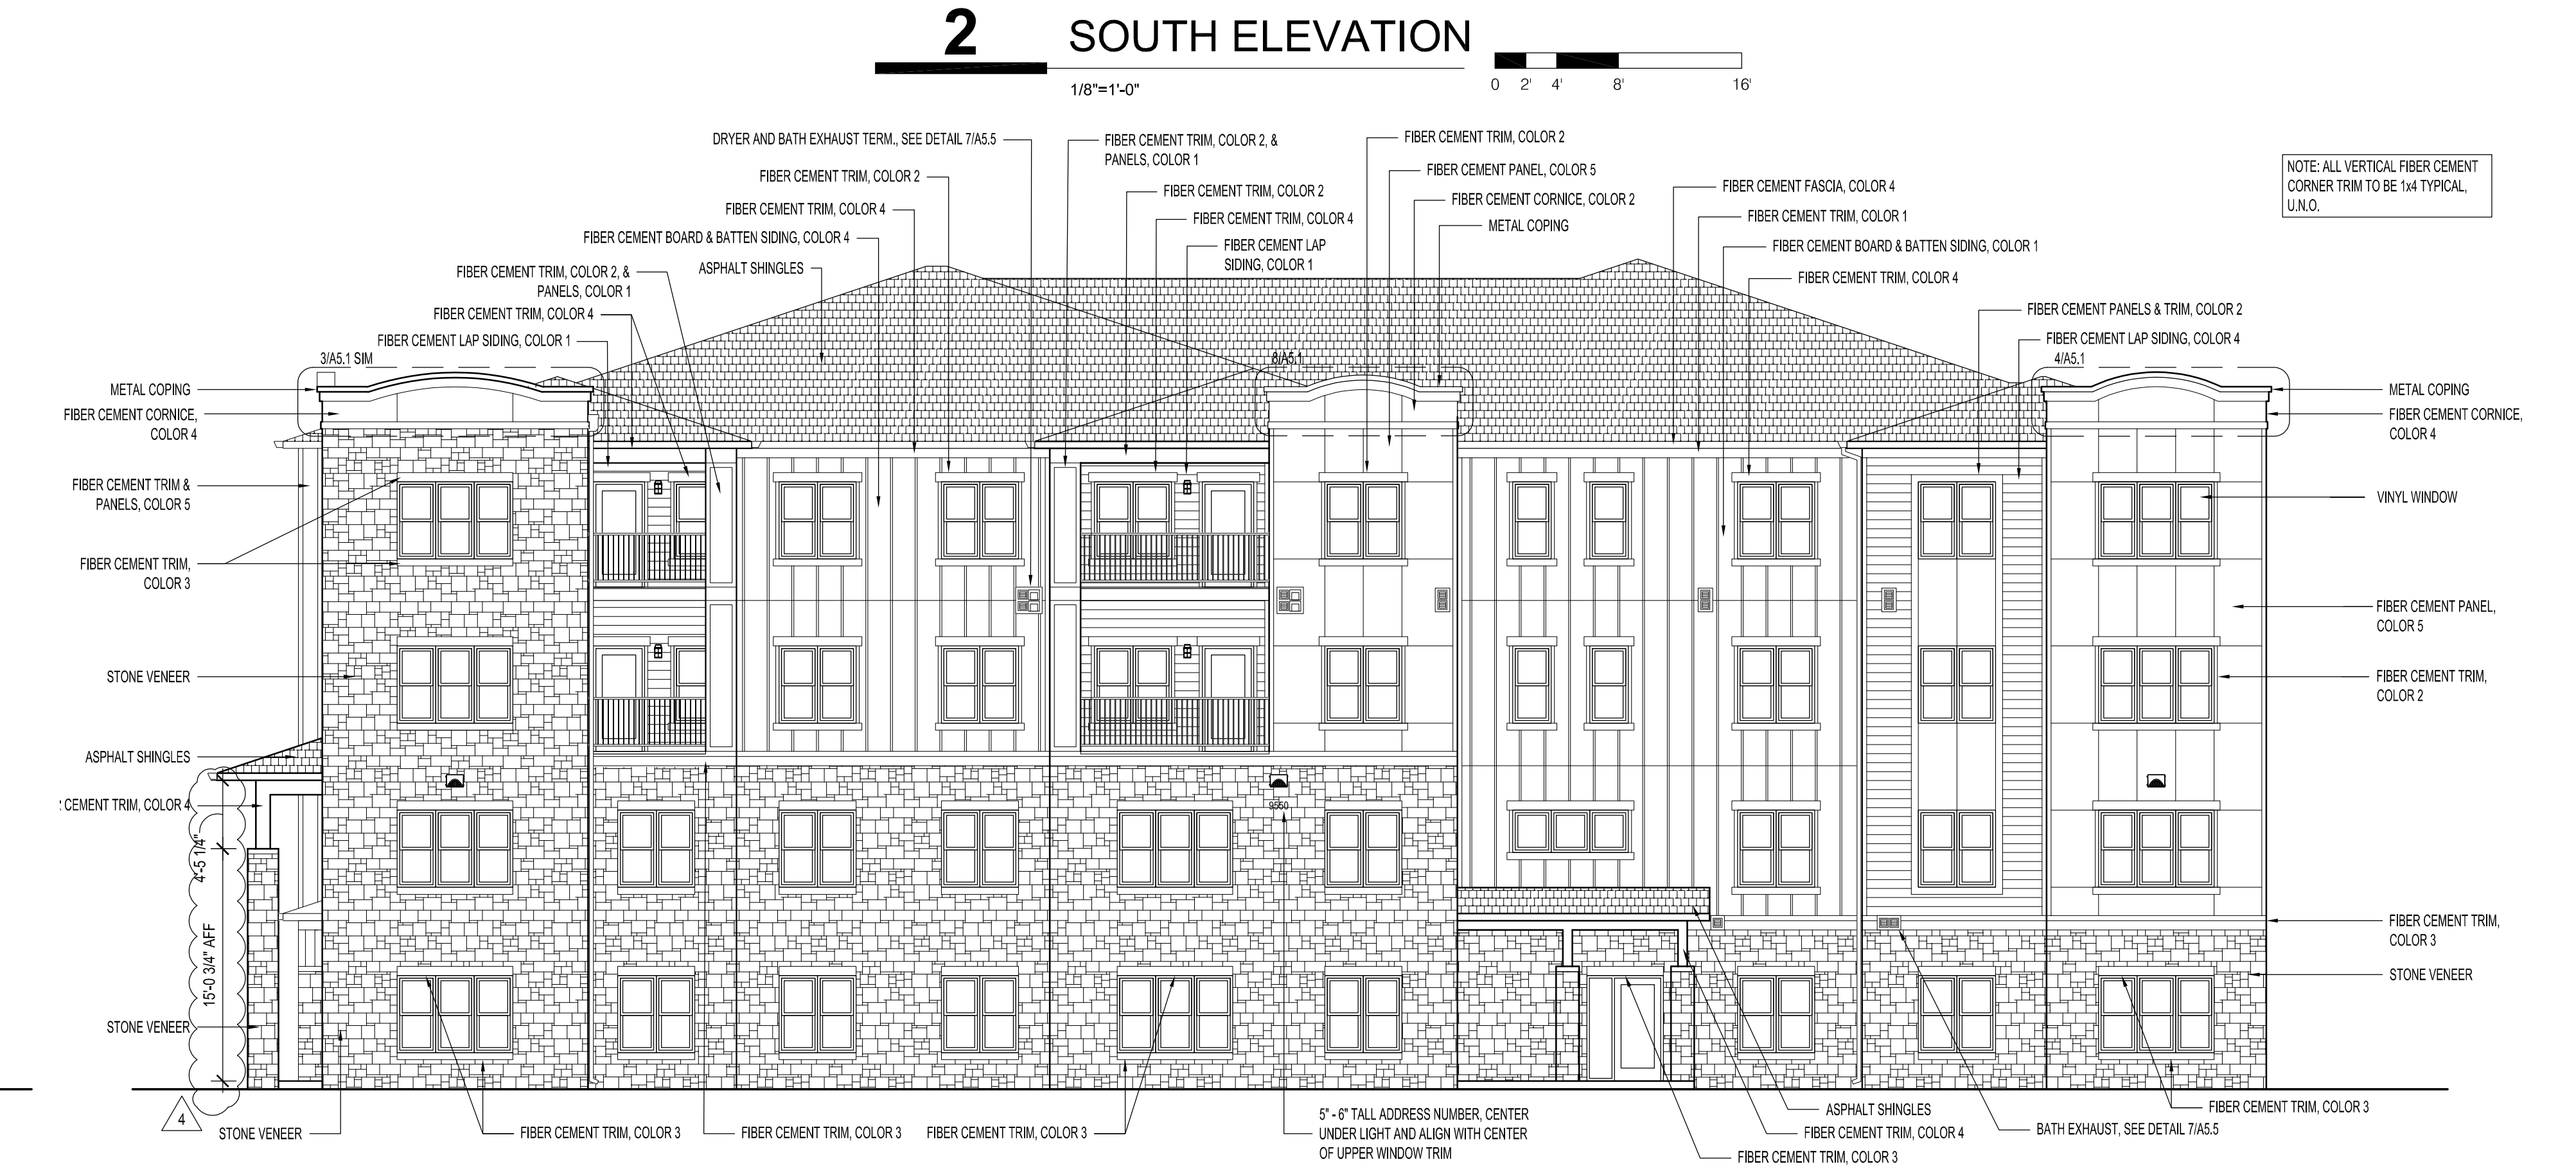 2 SOUTH ELEVATION
1/8"=1'-0"
0 2' 4' 8' 16'
DRYER AND BATH EXHAUST TERM., SEE DETAIL 7/A5.5
FIBER CEMENT TRIM, COLOR 2
FIBER CEMENT TRIM, COLOR 4
FIBER CEMENT BOARD & BATTEN SIDING, COLOR 4
ASPHALT SHINGLES
FIBER CEMENT TRIM, COLOR 2, &
PANELS, COLOR 1
FIBER CEMENT TRIM, COLOR 4
FIBER CEMENT LAP SIDING, COLOR 1
3/A5.1 SIM
FIBER CEMENT TRIM, COLOR 2, &
PANELS, COLOR 1
FIBER CEMENT TRIM, COLOR 2
FIBER CEMENT TRIM, COLOR 4
FIBER CEMENT LAP
SIDING, COLOR 1
8/A5.1
FIBER CEMENT TRIM, COLOR 2
FIBER CEMENT PANEL, COLOR 5
FIBER CEMENT CORNICE, COLOR 2
METAL COPING
FIBER CEMENT FASCIA, COLOR 4
FIBER CEMENT TRIM, COLOR 1
FIBER CEMENT BOARD & BATTEN SIDING, COLOR 1
FIBER CEMENT TRIM, COLOR 4
FIBER CEMENT PANELS & TRIM, COLOR 2
FIBER CEMENT LAP SIDING, COLOR 4
4/A5.1
NOTE: ALL VERTICAL FIBER CEMENT
CORNER TRIM TO BE 1x4 TYPICAL,
U.N.O.
METAL COPING
FIBER CEMENT CORNICE,
COLOR 4
FIBER CEMENT TRIM &
PANELS, COLOR 5
FIBER CEMENT TRIM,
COLOR 3
STONE VENEER
ASPHALT SHINGLES
CEMENT TRIM, COLOR 4
4'-5 1/4"
15'-0 3/4" AFF
STONE VENEER
4
STONE VENEER
FIBER CEMENT TRIM, COLOR 3
FIBER CEMENT TRIM, COLOR 3
FIBER CEMENT TRIM, COLOR 3
9550
5" - 6" TALL ADDRESS NUMBER, CENTER
UNDER LIGHT AND ALIGN WITH CENTER
OF UPPER WINDOW TRIM
ASPHALT SHINGLES
FIBER CEMENT TRIM, COLOR 4
FIBER CEMENT TRIM, COLOR 3
BATH EXHAUST, SEE DETAIL 7/A5.5
FIBER CEMENT TRIM, COLOR 3
METAL COPING
FIBER CEMENT CORNICE,
COLOR 4
VINYL WINDOW
FIBER CEMENT PANEL,
COLOR 5
FIBER CEMENT TRIM,
COLOR 2
FIBER CEMENT TRIM,
COLOR 3
STONE VENEER